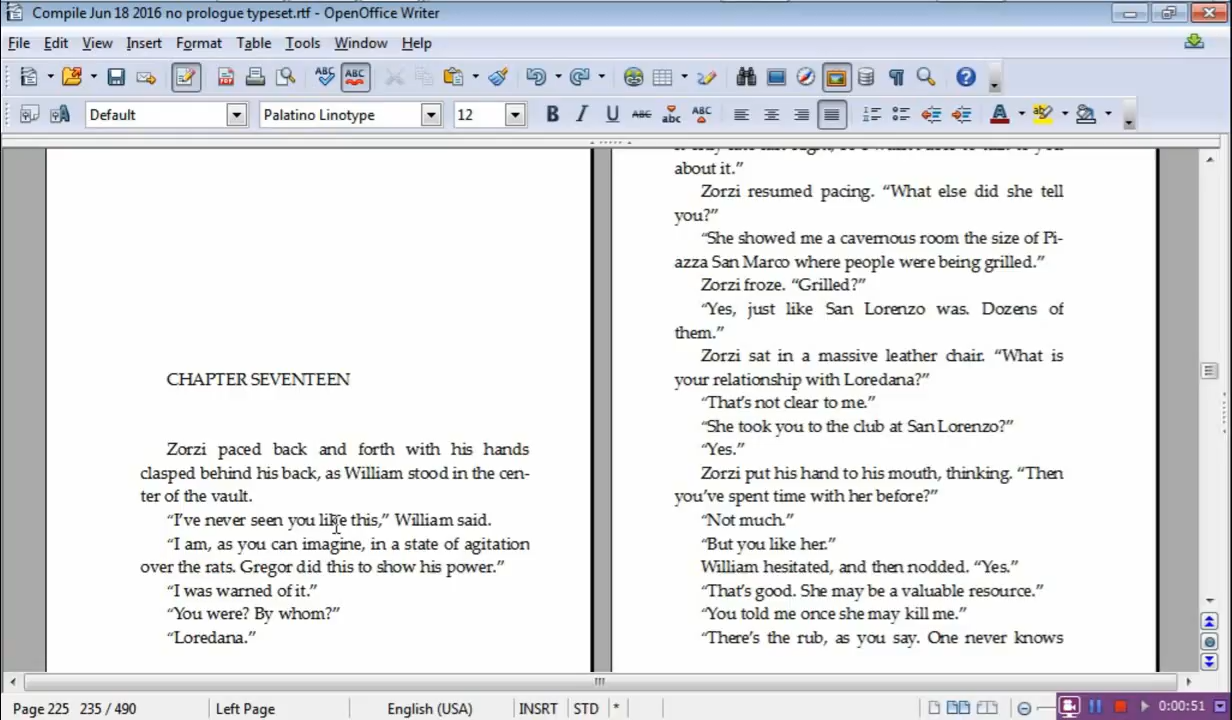 Compile Jun 18 2016 no prologue typeset.rtf - OpenOffice Writer
File Edit View Insert Format Table Tools Window Help
Default Palatino Linotype 12
CHAPTER SEVENTEEN
Zorzi paced back and forth with his hands
clasped behind his back, as William stood in the cen-
ter of the vault.
“I’ve never seen you like this,” William said.
“I am, as you can imagine, in a state of agitation
over the rats. Gregor did this to show his power.”
“I was warned of it.”
“You were? By whom?”
“Loredana.”
about it.”
Zorzi resumed pacing. “What else did she tell
you?”
“She showed me a cavernous room the size of Pi-
azza San Marco where people were being grilled.”
Zorzi froze. “Grilled?”
“Yes, just like San Lorenzo was. Dozens of
them.”
Zorzi sat in a massive leather chair. “What is
your relationship with Loredana?”
“That’s not clear to me.”
“She took you to the club at San Lorenzo?”
“Yes.”
Zorzi put his hand to his mouth, thinking. “Then
you’ve spent time with her before?”
“Not much.”
“But you like her.”
William hesitated, and then nodded. “Yes.”
“That’s good. She may be a valuable resource.”
“You told me once she may kill me.”
“There’s the rub, as you say. One never knows
Page 225 235 / 490 Left Page English (USA) INSRT STD * 0:00:51